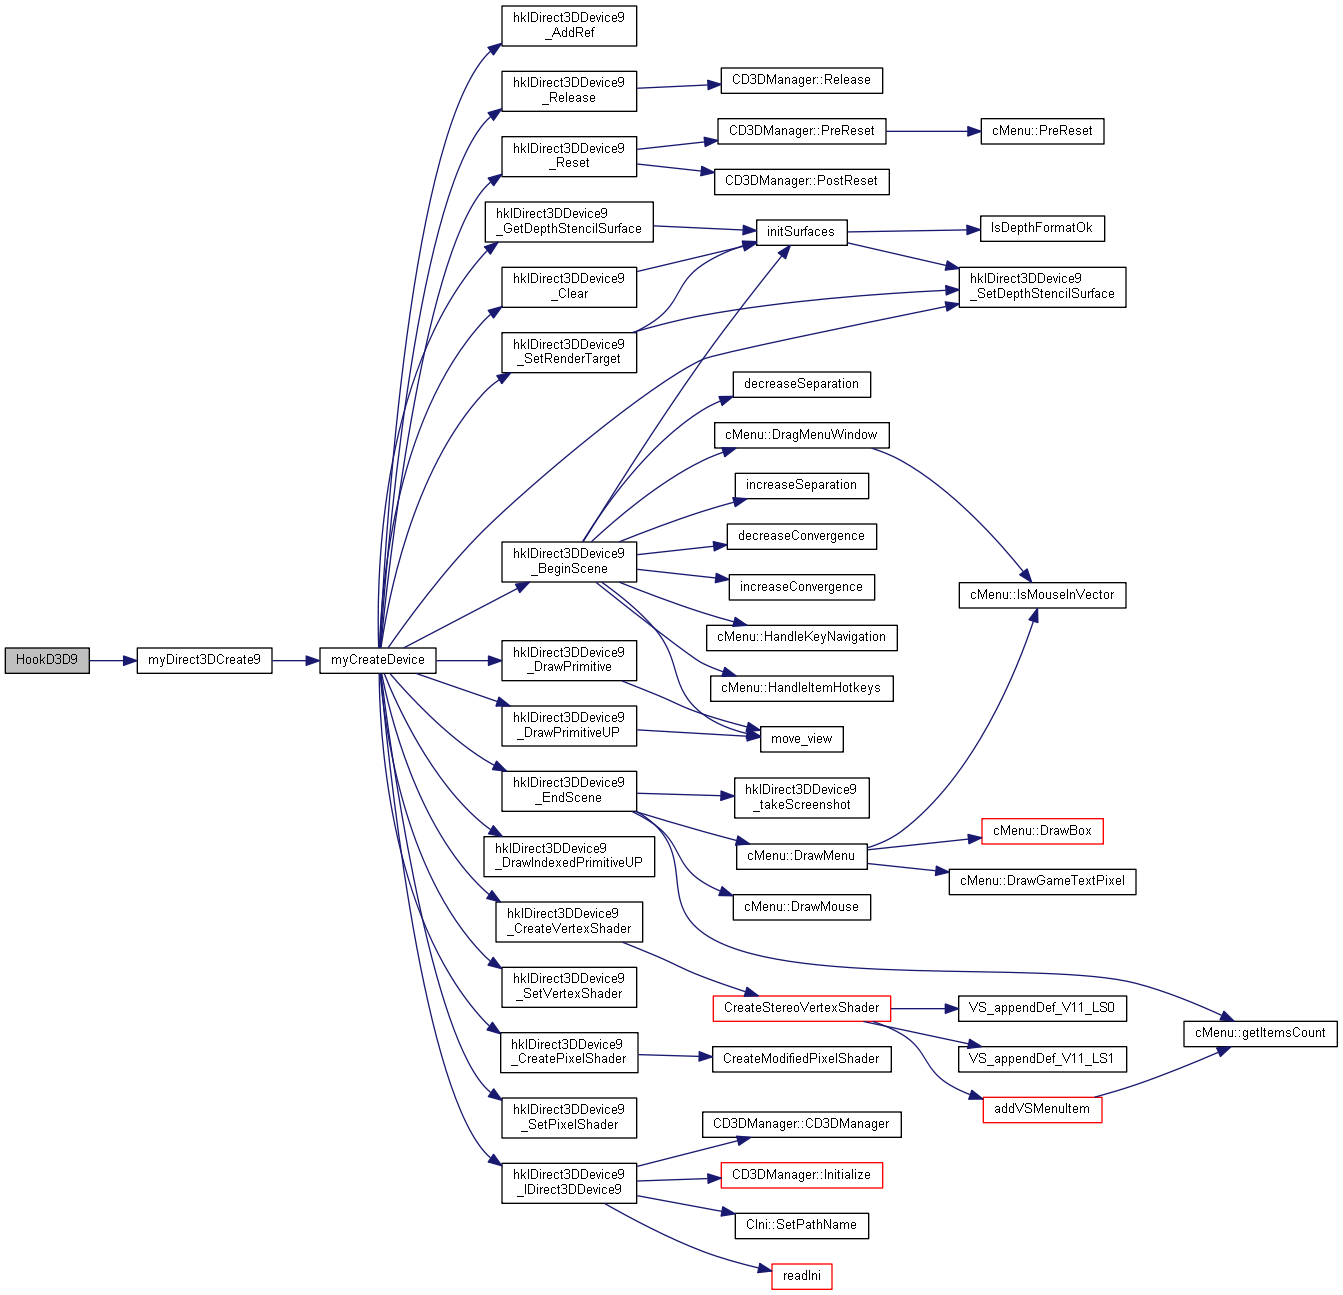 HookD3D9
myDirect3DCreate9
myCreateDevice
hkIDirect3DDevice9
_AddRef
hkIDirect3DDevice9
_Release
hkIDirect3DDevice9
_Reset
hkIDirect3DDevice9
_GetDepthStencilSurface
hkIDirect3DDevice9
_Clear
hkIDirect3DDevice9
_SetRenderTarget
hkIDirect3DDevice9
_BeginScene
hkIDirect3DDevice9
_DrawPrimitive
hkIDirect3DDevice9
_DrawPrimitiveUP
hkIDirect3DDevice9
_EndScene
hkIDirect3DDevice9
_DrawIndexedPrimitiveUP
hkIDirect3DDevice9
_CreateVertexShader
hkIDirect3DDevice9
_SetVertexShader
hkIDirect3DDevice9
_CreatePixelShader
hkIDirect3DDevice9
_SetPixelShader
hkIDirect3DDevice9
_IDirect3DDevice9
CD3DManager::Release
CD3DManager::PreReset
CD3DManager::PostReset
initSurfaces
decreaseSeparation
cMenu::DragMenuWindow
increaseSeparation
decreaseConvergence
increaseConvergence
cMenu::HandleKeyNavigation
cMenu::HandleItemHotkeys
move_view
hkIDirect3DDevice9
_takeScreenshot
cMenu::DrawMenu
cMenu::DrawMouse
CreateStereoVertexShader
CreateModifiedPixelShader
CD3DManager::CD3DManager
CD3DManager::Initialize
CIni::SetPathName
readIni
cMenu::PreReset
IsDepthFormatOk
hkIDirect3DDevice9
_SetDepthStencilSurface
cMenu::IsMouseInVector
cMenu::DrawBox
cMenu::DrawGameTextPixel
VS_appendDef_V11_LS0
VS_appendDef_V11_LS1
addVSMenuItem
cMenu::getItemsCount